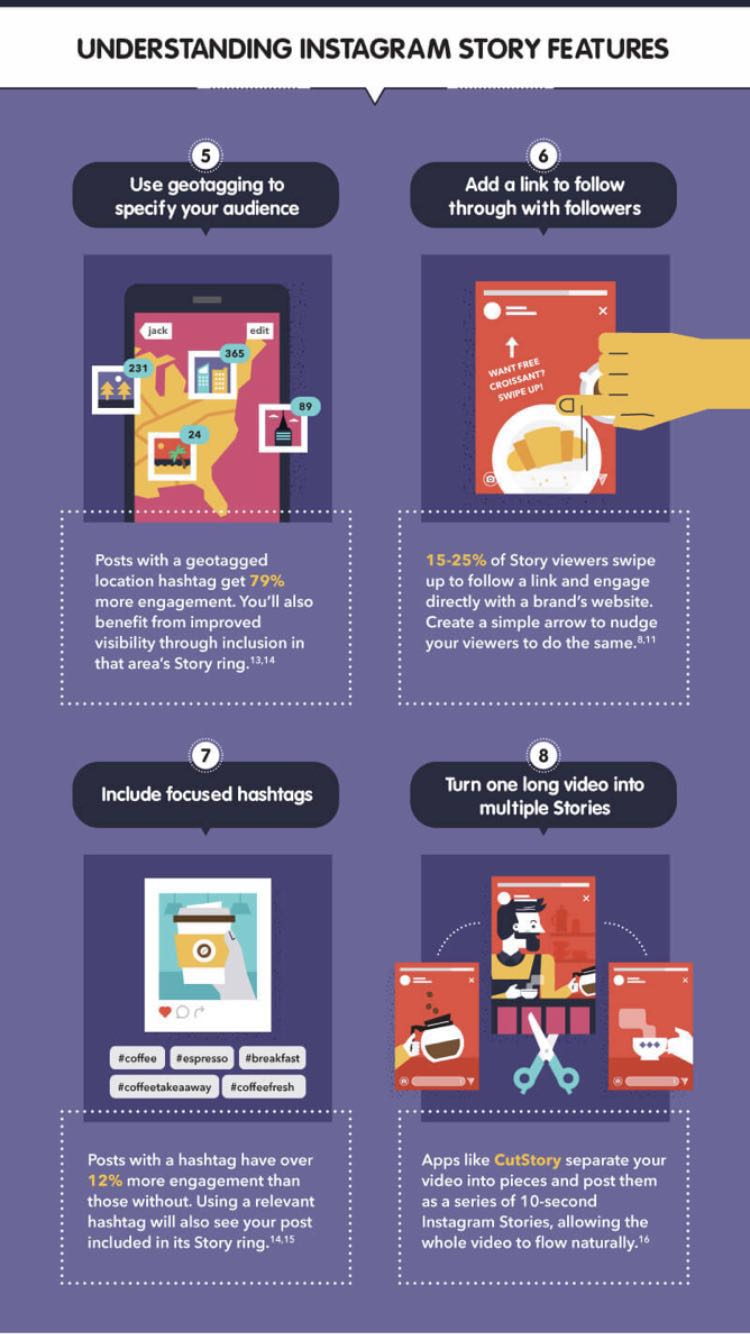 UNDERSTANDING INSTAGRAM STORY FEATURES
5
Use geotagging to
specify your audience
jack
edit
231
365
89
24
Posts with a geotagged
location hashtag get 79%
more engagement. You'll also
benefit from improved
visibility through inclusion in
that area's Story ring.13,14
6
Add a link to follow
through with followers
WANT FREE
CROISSANT?
SWIPE UP!
15-25% of Story viewers swipe
up to follow a link and engage
directly with a brand's website.
Create a simple arrow to nudge
your viewers to do the same.8,11
7
Include focused hashtags
#coffee #espresso #breakfast
#coffeetakeaaway #coffeefresh
Posts with a hashtag have over
12% more engagement than
those without. Using a relevant
hashtag will also see your post
included in its Story ring.14,15
8
Turn one long video into
multiple Stories
Apps like CutStory separate your
video into pieces and post them
as a series of 10-second
Instagram Stories, allowing the
whole video to flow naturally.16